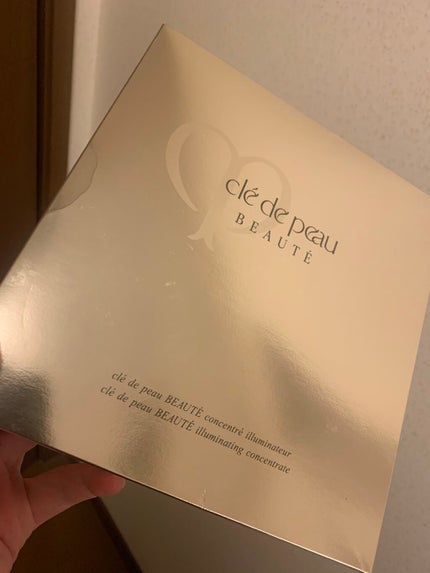 clé de peau
BEAUTÉ
clé de peau BEAUTÉ concentré illuminateur
clé de peau BEAUTÉ illuminating concentrate